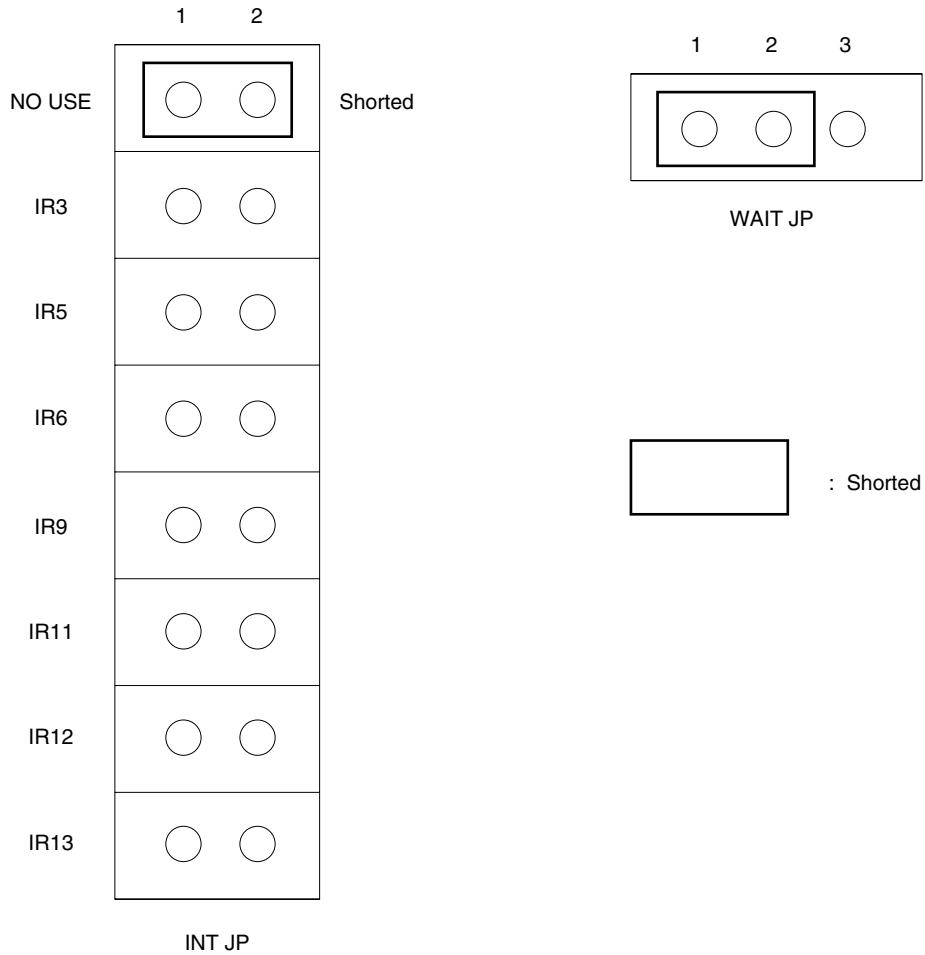 1 2
NO USE
Shorted
IR3
IR5
IR6
IR9
IR11
IR12
IR13
INT JP
1 2 3
WAIT JP
: Shorted